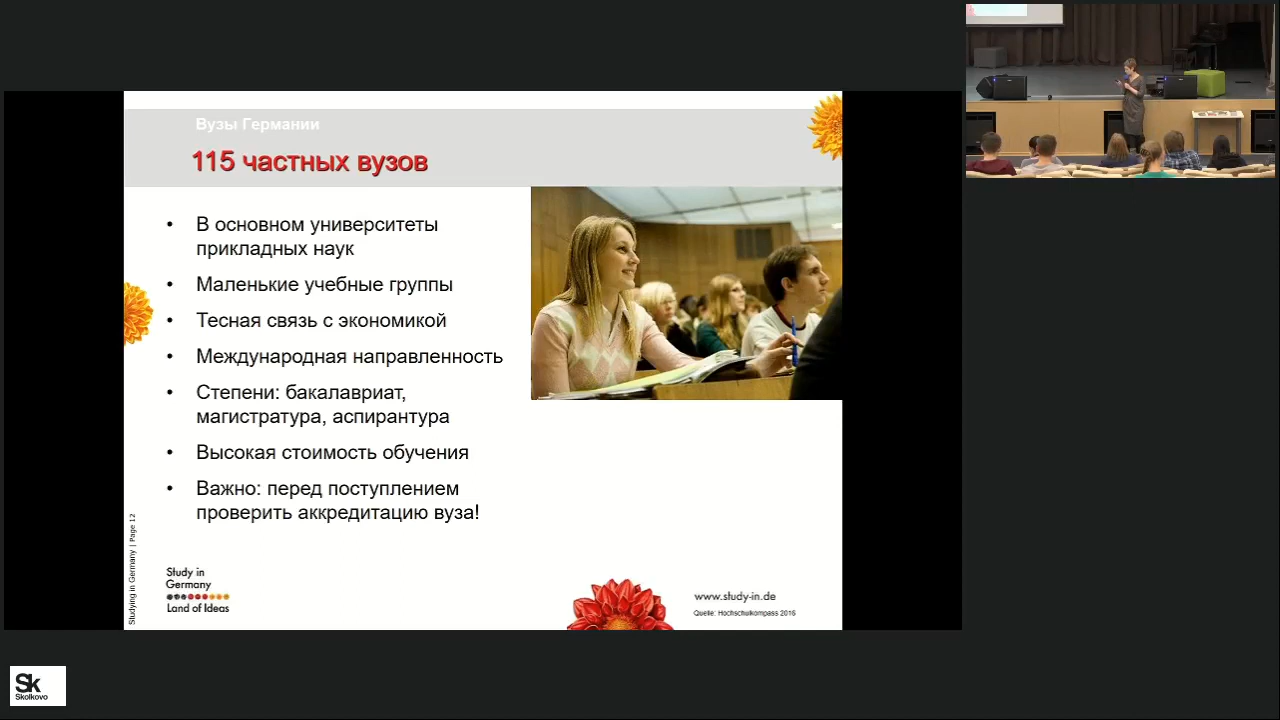 Вузы Германии
115 частных вузов
• В основном университеты
прикладных наук
• Маленькие учебные группы
• Тесная связь с экономикой
• Международная направленность
• Степени: бакалавриат,
магистратура, аспирантура
• Высокая стоимость обучения
• Важно: перед поступлением
проверить аккредитацию вуза!
Studying in Germany | Page 12
Study in
Germany
Land of Ideas
www.study-in.de
Quelle: Hochschulkompass 2016
Sk
Skolkovo